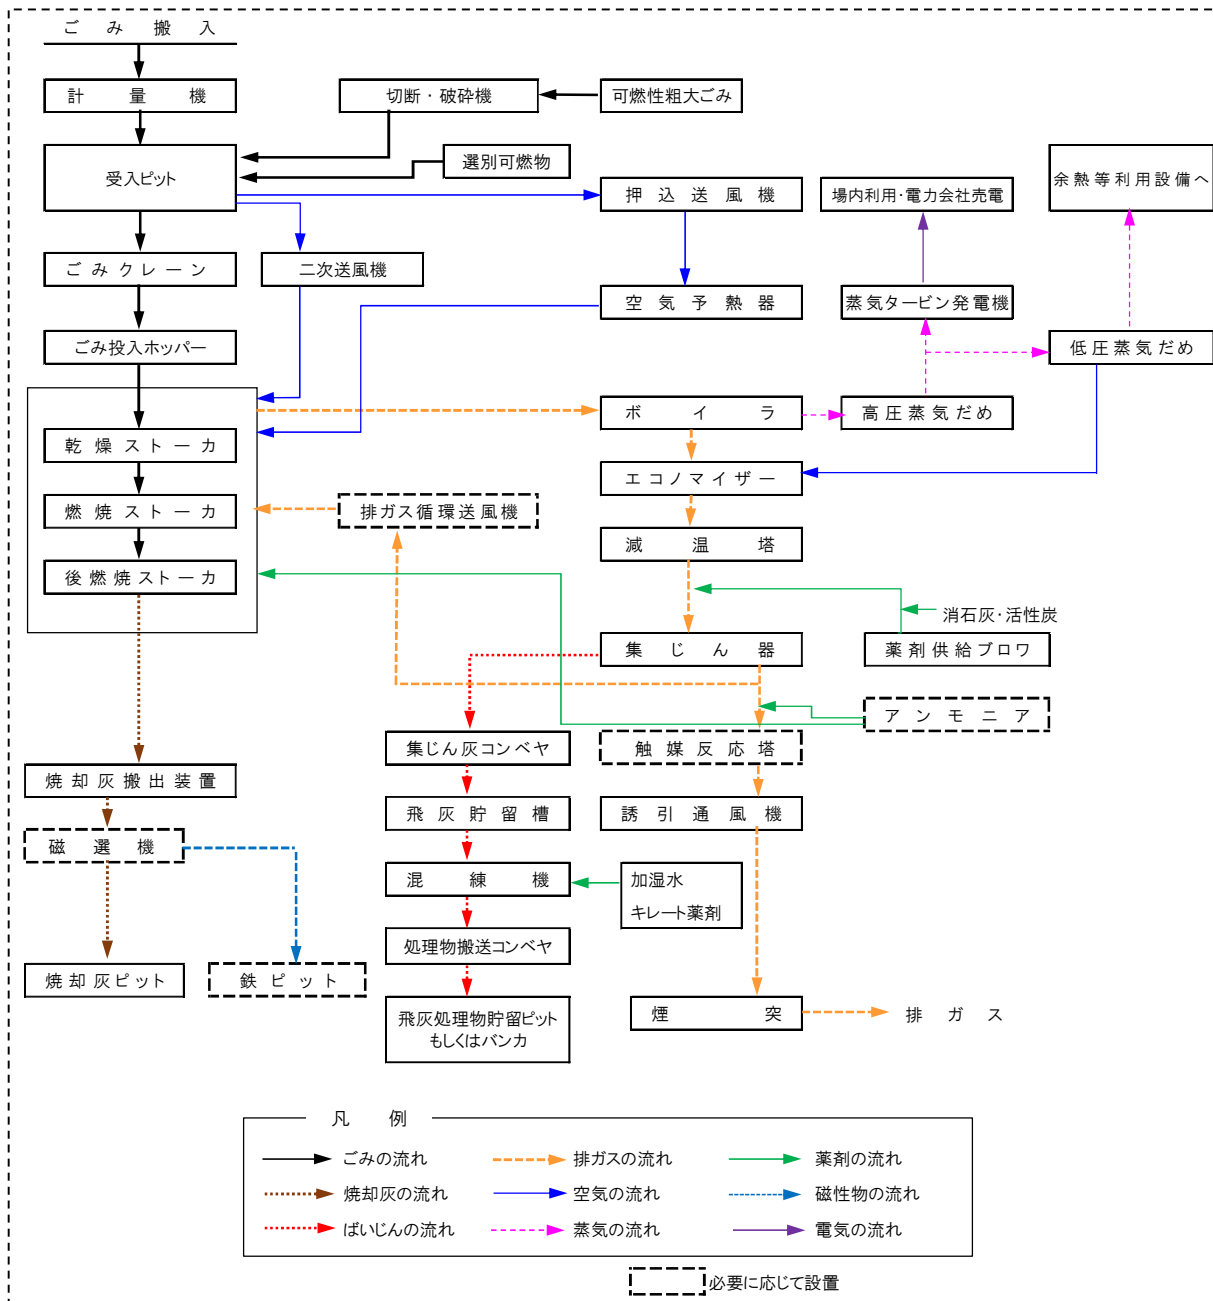 ごみ搬入
計量機
切断・破砕機
可燃性粗大ごみ
受入ピット
選別可燃物
押込送風機
場内利用・電力会社売電
余熱等利用設備へ
ごみクレーン
二次送風機
空気予熱器
蒸気タービン発電機
ごみ投入ホッパー
低圧蒸気だめ
ボイラ
高圧蒸気だめ
乾燥ストーカ
エコノマイザー
燃焼ストーカ
排ガス循環送風機
減温塔
後燃焼ストーカ
消石灰・活性炭
集じん器
薬剤供給ブロワ
アンモニア
集じん灰コンベヤ
触媒反応塔
焼却灰搬出装置
飛灰貯留槽
誘引通風機
磁選機
混練機
加湿水
キレート薬剤
処理物搬送コンベヤ
焼却灰ピット
鉄ピット
飛灰処理物貯留ピット
もしくはバンカ
煙突
排ガス
凡例
ごみの流れ
排ガスの流れ
薬剤の流れ
焼却灰の流れ
空気の流れ
磁性物の流れ
ばいじんの流れ
蒸気の流れ
電気の流れ
必要に応じて設置